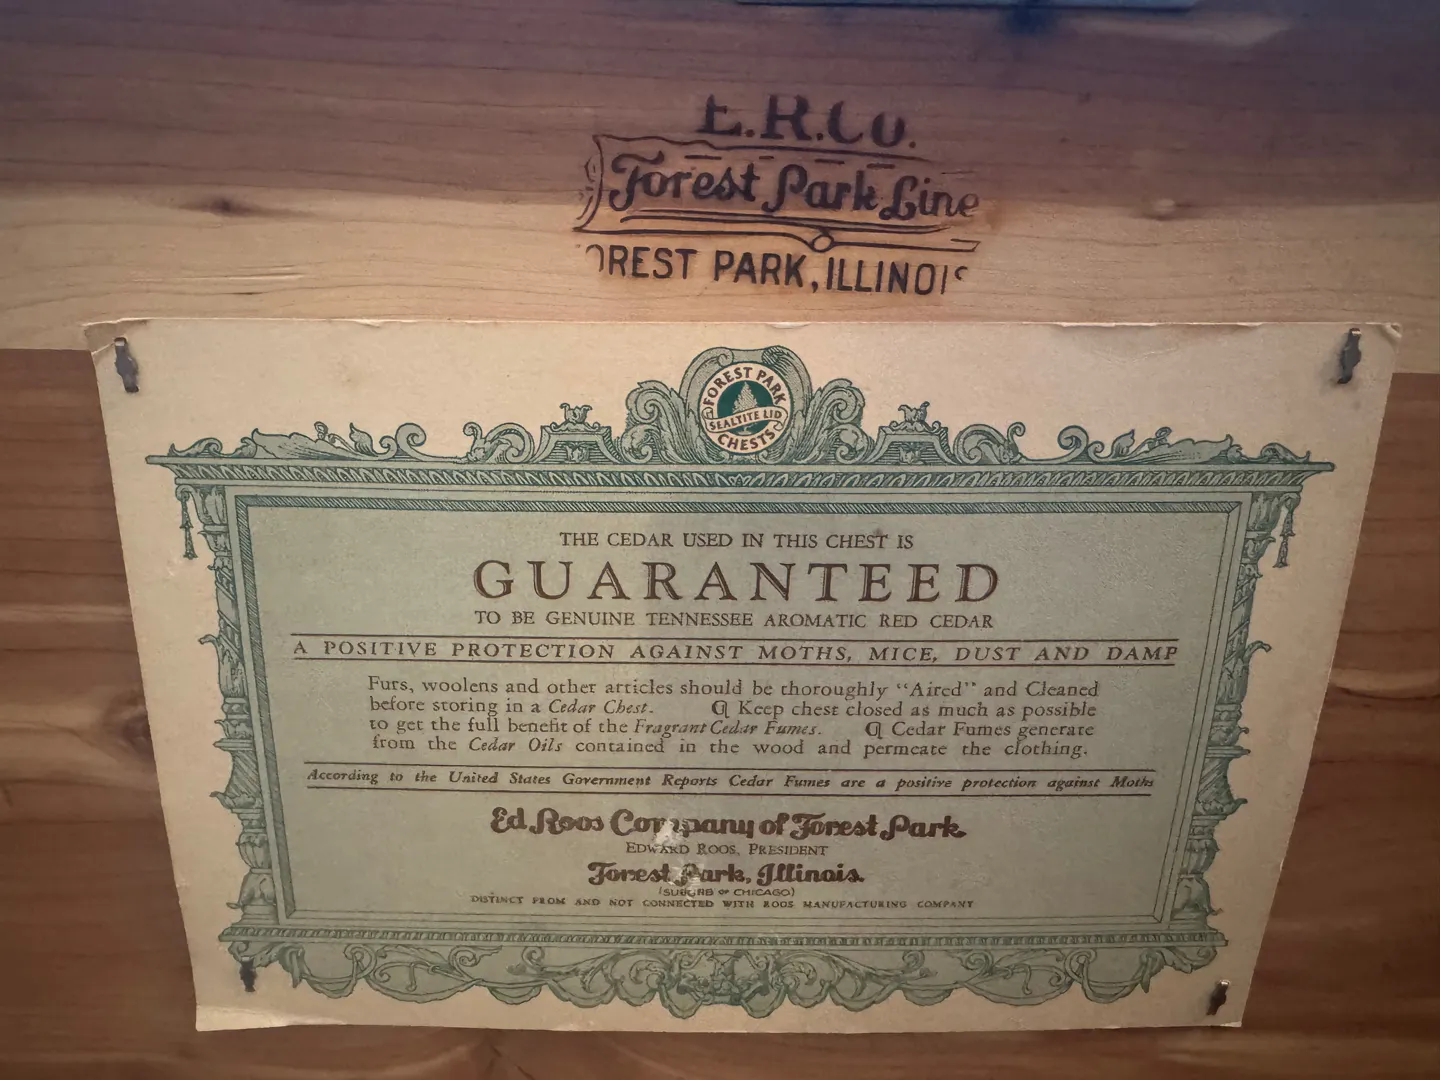 E.R.Co.
Forest Park Line
OREST PARK, ILLINOIS
FOREST PARK
SEALTITE LID
CHESTS
THE CEDAR USED IN THIS CHEST IS
GUARANTEED
TO BE GENUINE TENNESSEE AROMATIC RED CEDAR
A POSITIVE PROTECTION AGAINST MOTHS, MICE, DUST AND DAMP
Furs, woolens and other articles should be thoroughly "Aired" and Cleaned
before storing in a Cedar Chest. ¶ Keep chest closed as much as possible
to get the full benefit of the Fragrant Cedar Fumes. ¶ Cedar Fumes generate
from the Cedar Oils contained in the wood and permeate the clothing.
According to the United States Government Reports Cedar Fumes are a positive protection against Moths
Ed Roos Company of Forest Park
EDWARD ROOS, PRESIDENT
Forest Park, Illinois.
(SUBURB OF CHICAGO)
DISTINCT FROM AND NOT CONNECTED WITH ROOS MANUFACTURING COMPANY